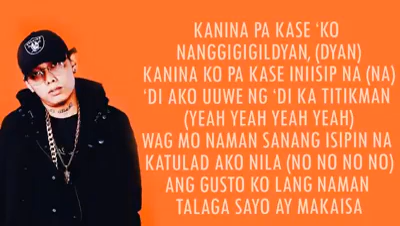 KANINA PA KASE ‘KO
NANGGIGIGILDYAN, (DYAN)
KANINA KO PA KASE INIISIP NA (NA)
‘DI AKO UUWE NG ‘DI KA TITIKMAN
(YEAH YEAH YEAH YEAH)
WAG MO NAMAN SANANG ISIPIN NA
KATULAD AKO NILA (NO NO NO NO)
ANG GUSTO KO LANG NAMAN
TALAGA SAYO AY MAKAISA
RAIDERS